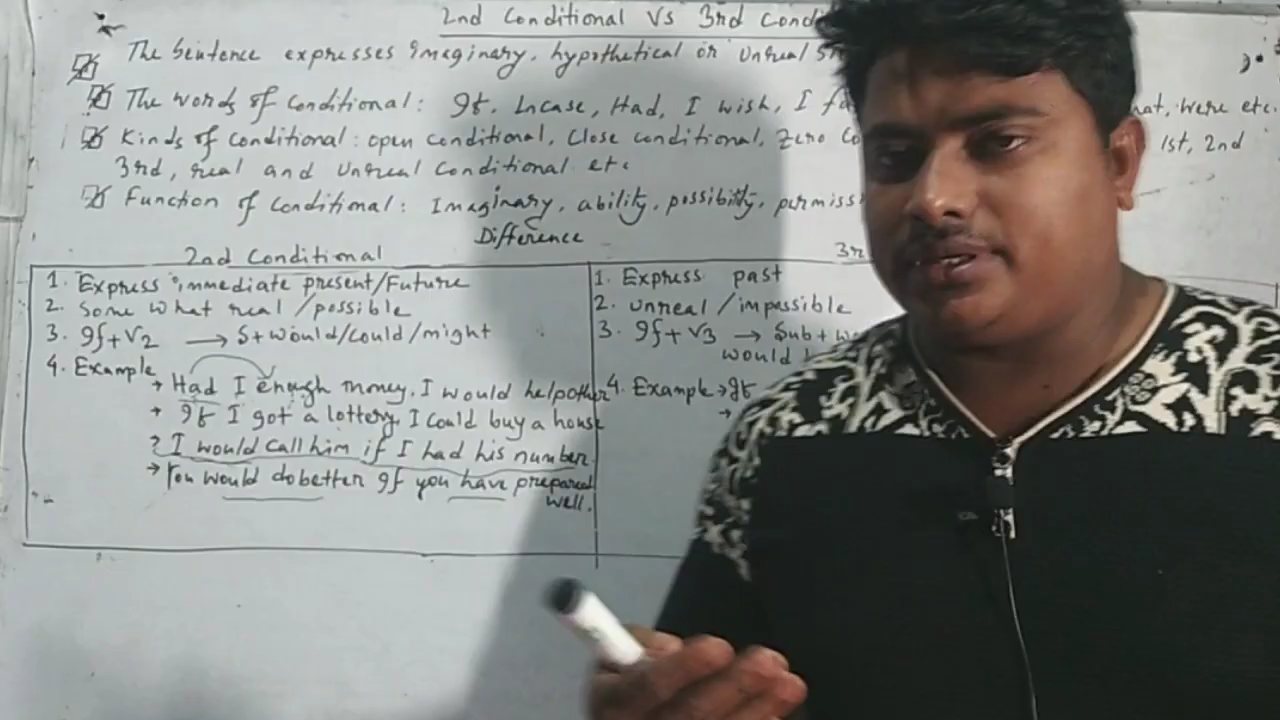 2nd Conditional Vs 3rd Condi
The Sentence expresses imaginary, hypothetical or Unreal
The words of Conditional: If, Incase, Had, I wish, I fa hat, Were etc.
Kinds of Conditional: open Conditional, Close Conditional, Zero Co 1st, 2nd
3rd, real and Unreal Conditional etc
Function of Conditional: Imaginary, ability, possibility, permiss
Difference
2nd Conditional
1. Express immediate present/Future
2. Some what real / possible
3. If + V2 → S+would/could/might
4. Example
→ Had I enough money, I would help other
→ If I got a lottery, I Could buy a house
? I would call him if I had his number.
→ You would do better If you have prepared
well.
3r
1. Express past
2. Unreal / impossible
3. If + V3 → Sub + wo
would
4. Example → If
→